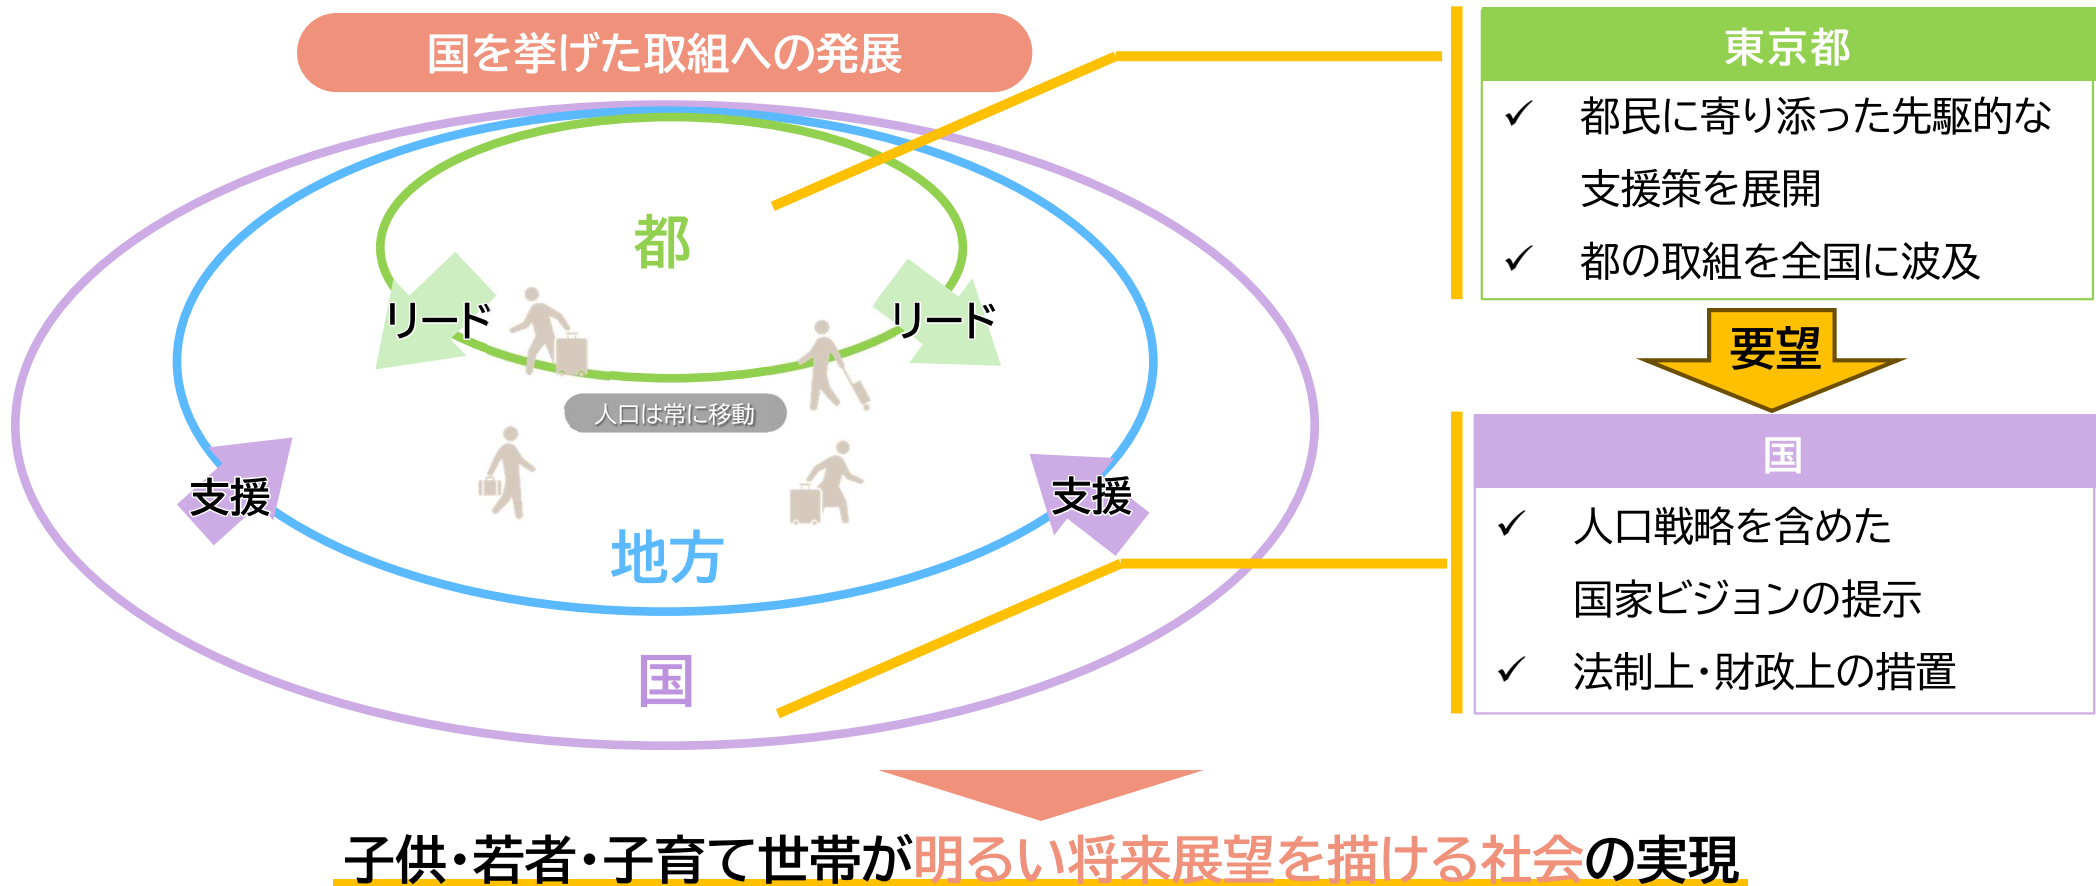 国を挙げた取組への発展
都
リード
リード
人口は常に移動
支援
支援
地方
国
東京都
✓ 都民に寄り添った先駆的な
支援策を展開
✓ 都の取組を全国に波及
要望
国
✓ 人口戦略を含めた
国家ビジョンの提示
✓ 法制上・財政上の措置
子供・若者・子育て世帯が明るい将来展望を描ける社会の実現